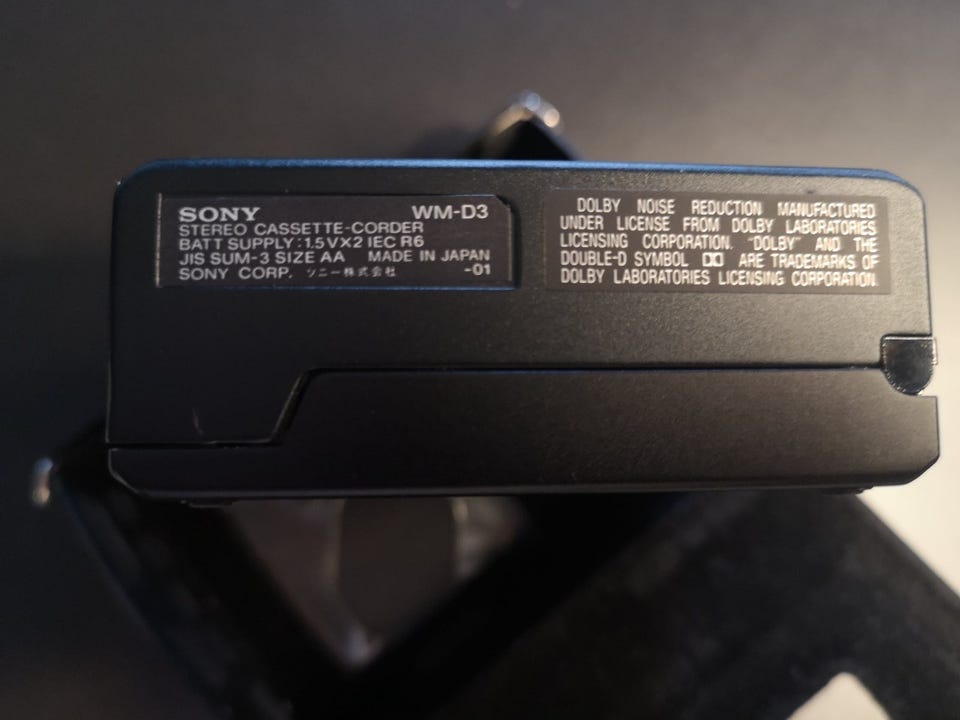 SONY WM-D3
STEREO CASSETTE-CORDER
BATT SUPPLY : 1.5V×2 IEC R6
JIS SUM-3 SIZE AA MADE IN JAPAN
SONY CORP. ソニー株式会社 -01
DOLBY NOISE REDUCTION MANUFACTURED
UNDER LICENSE FROM DOLBY LABORATORIES
LICENSING CORPORATION. "DOLBY" AND THE
DOUBLE-D SYMBOL ARE TRADEMARKS OF
DOLBY LABORATORIES LICENSING CORPORATION.